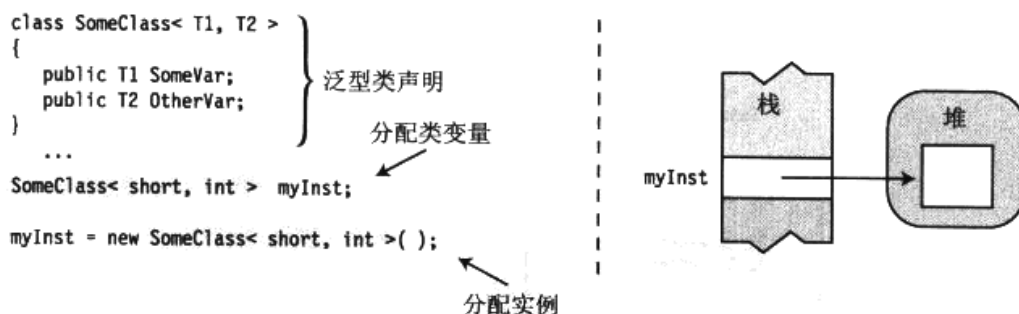 class SomeClass< T1, T2 >
{
public T1 SomeVar;
public T2 OtherVar;
}
泛型类声明
...
分配类变量
SomeClass< short, int > myInst;
myInst = new SomeClass< short, int >( );
分配实例
栈
堆
myInst